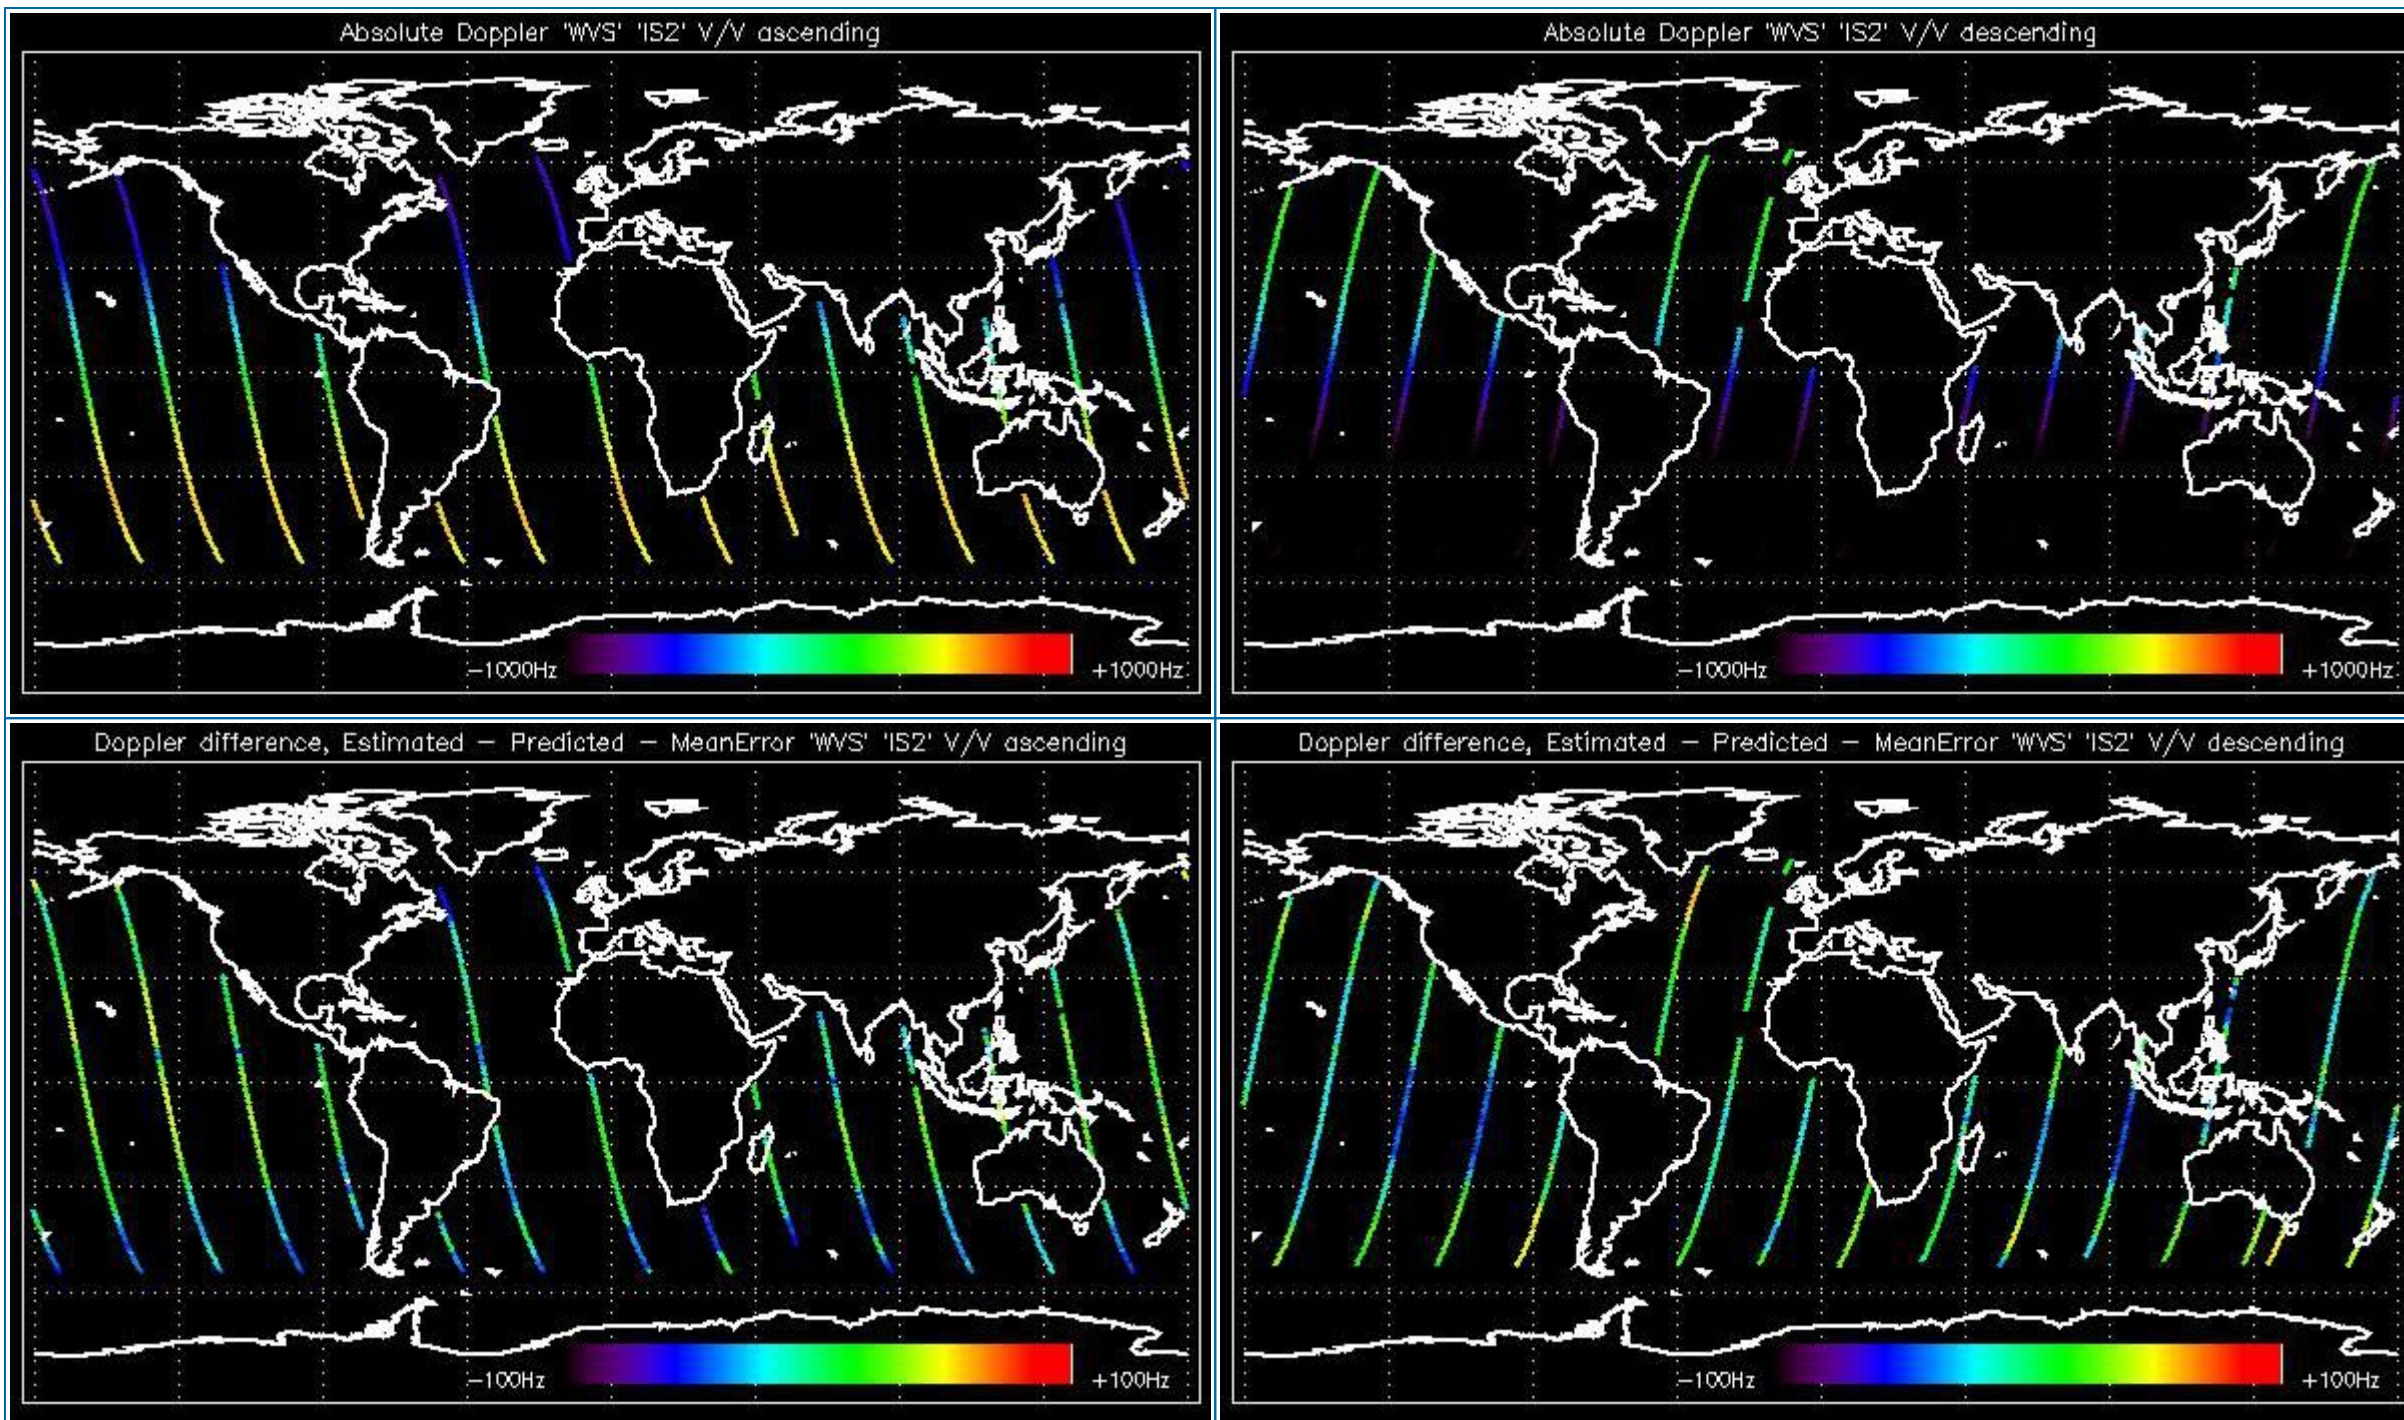 Absolute Doppler 'WVS' 'IS2' V/V ascending
-1000Hz
+1000Hz
Absolute Doppler 'WVS' 'IS2' V/V descending
-1000Hz
+1000Hz
Doppler difference, Estimated - Predicted - MeanError 'WVS' 'IS2' V/V ascending
-100Hz
+100Hz
Doppler difference, Estimated - Predicted - MeanError 'WVS' 'IS2' V/V descending
-100Hz
+100Hz